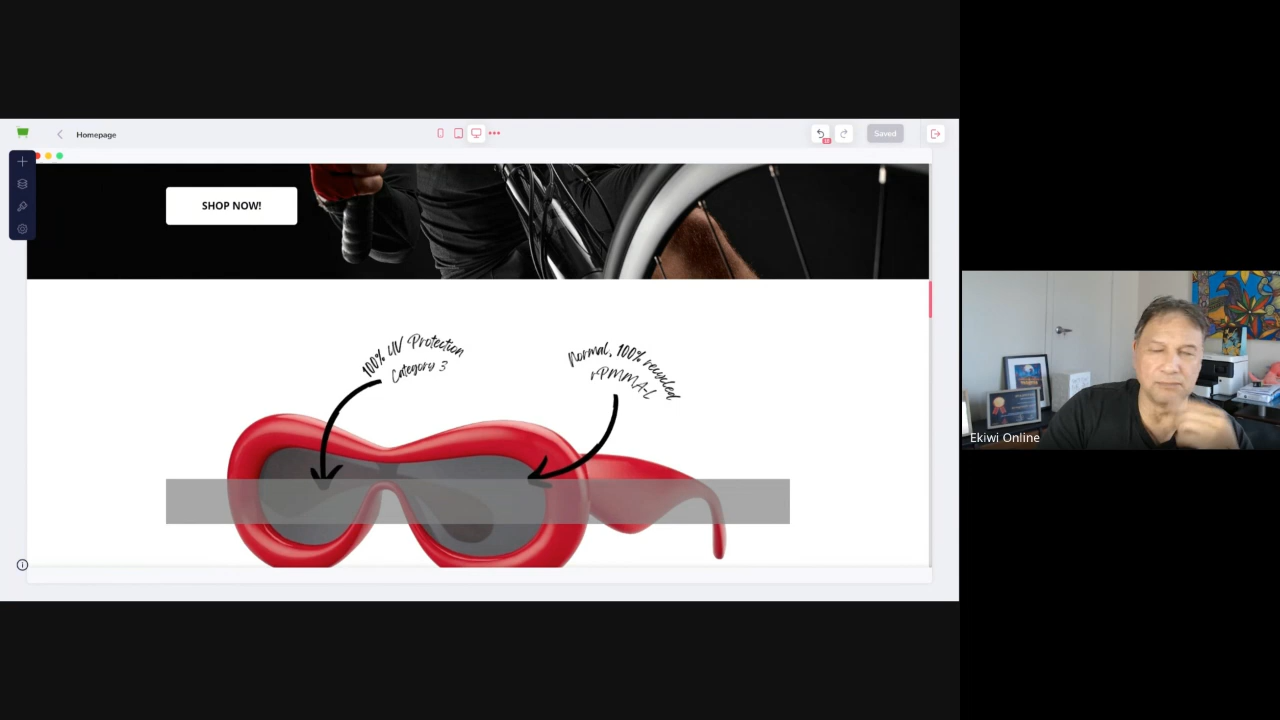 Homepage
Saved
SHOP NOW!
100% UV Protection
Category 3
Normal, 100% recycled
rPMMA-L
Ekiwi Online